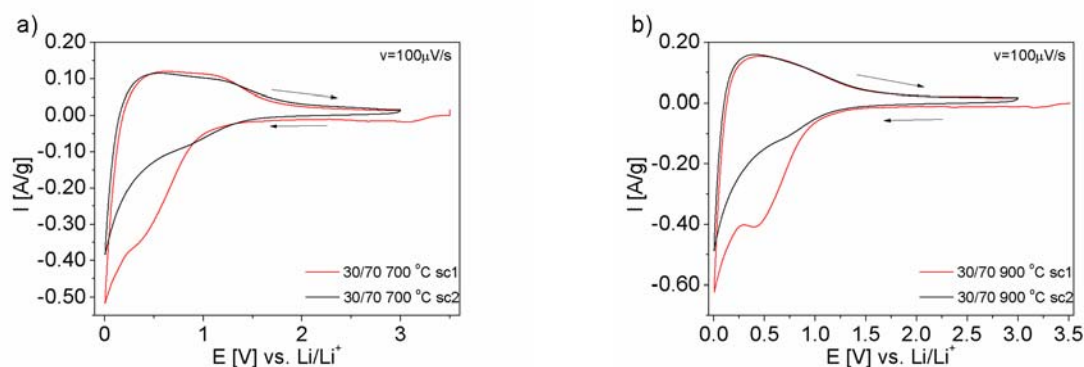 a)
v=100μV/s
I [A/g]
0.20
0.10
0.00
-0.10
-0.20
-0.30
-0.40
-0.50
30/70 700 °C sc1
30/70 700 °C sc2
0 1 2 3
E [V] vs. Li/Li+
b)
v=100μV/s
I [A/g]
0.20
0.00
-0.20
-0.40
-0.60
30/70 900 °C sc1
30/70 900 °C sc2
0.0 0.5 1.0 1.5 2.0 2.5 3.0 3.5
E [V] vs. Li/Li+